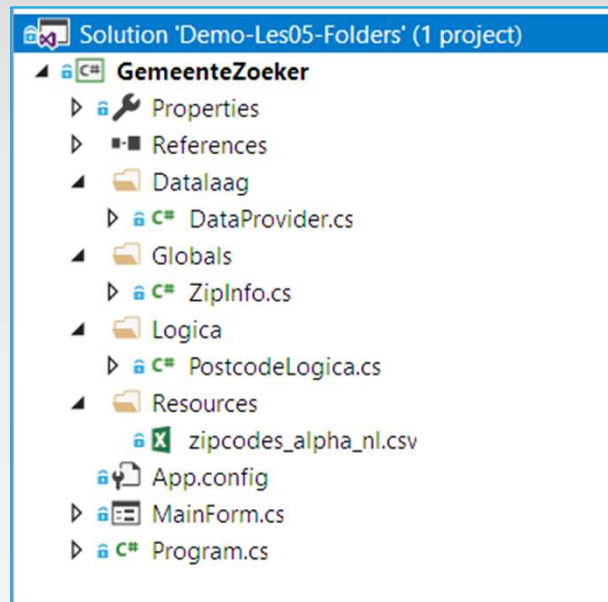 Solution 'Demo-Les05-Folders' (1 project)
C# GemeenteZoeker
Properties
References
Datalaag
C# DataProvider.cs
Globals
C# ZipInfo.cs
Logica
C# PostcodeLogica.cs
Resources
zipcodes_alpha_nl.csv
App.config
MainForm.cs
C# Program.cs